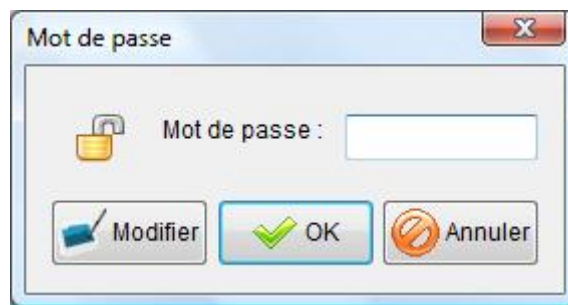 Mot de passe
Mot de passe :
Modifier
OK
Annuler